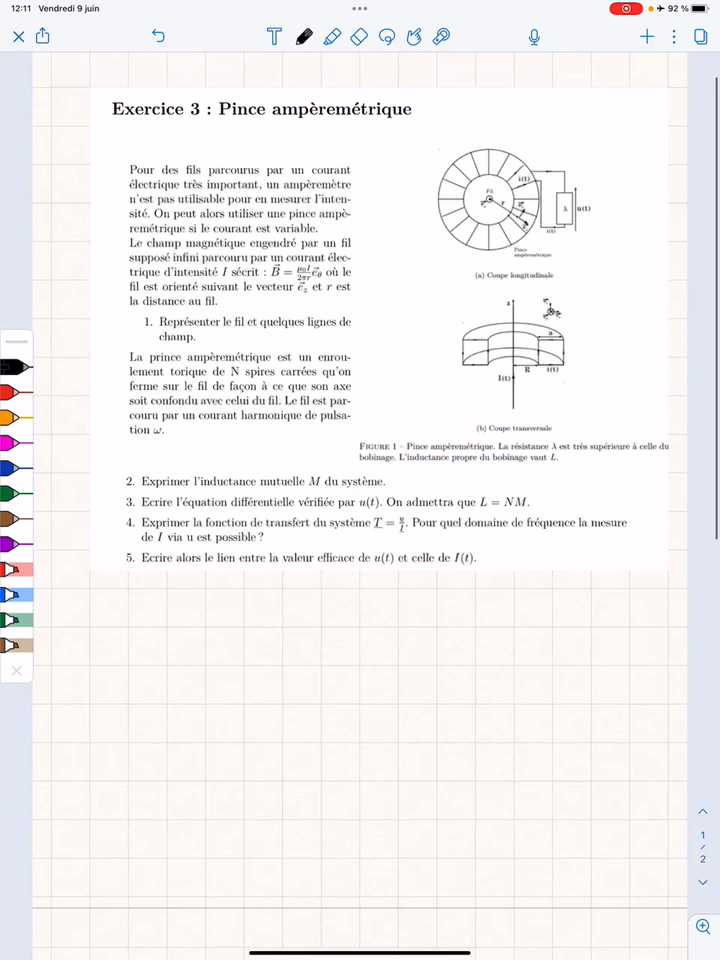 12:11 Vendredi 9 juin
92 %
Exercice 3 : Pince ampèremétrique
Pour des fils parcourus par un courant
électrique très important, un ampèremètre
n'est pas utilisable pour en mesurer l'inten-
sité. On peut alors utiliser une pince ampè-
remétrique si le courant est variable.
Le champ magnétique engendré par un fil
supposé infini parcouru par un courant élec-
trique d'intensité I sécrit : B⃗ = μ₀I/2πr e⃗θ où le
fil est orienté suivant le vecteur e⃗z et r est
la distance au fil.
1. Représenter le fil et quelques lignes de
champ.
La prince ampèremétrique est un enrou-
lement torique de N spires carrées qu'on
ferme sur le fil de façon à ce que son axe
soit confondu avec celui du fil. Le fil est par-
couru par un courant harmonique de pulsa-
tion ω.
i(t)
Fil
r
λ
u(t)
i(t)
Pince
ampèremétrique
(a) Coupe longitudinale
z
a
R
i(t)
I(t)
(b) Coupe transversale
FIGURE 1 – Pince ampèremétrique. La résistance λ est très supérieure à celle du
bobinage. L'inductance propre du bobinage vaut L.
2. Exprimer l'inductance mutuelle M du système.
3. Ecrire l'équation différentielle vérifiée par u(t). On admettra que L = NM.
4. Exprimer la fonction de transfert du système T = u/I. Pour quel domaine de fréquence la mesure
de I via u est possible ?
5. Ecrire alors le lien entre la valeur efficace de u(t) et celle de I(t).
1
/
2